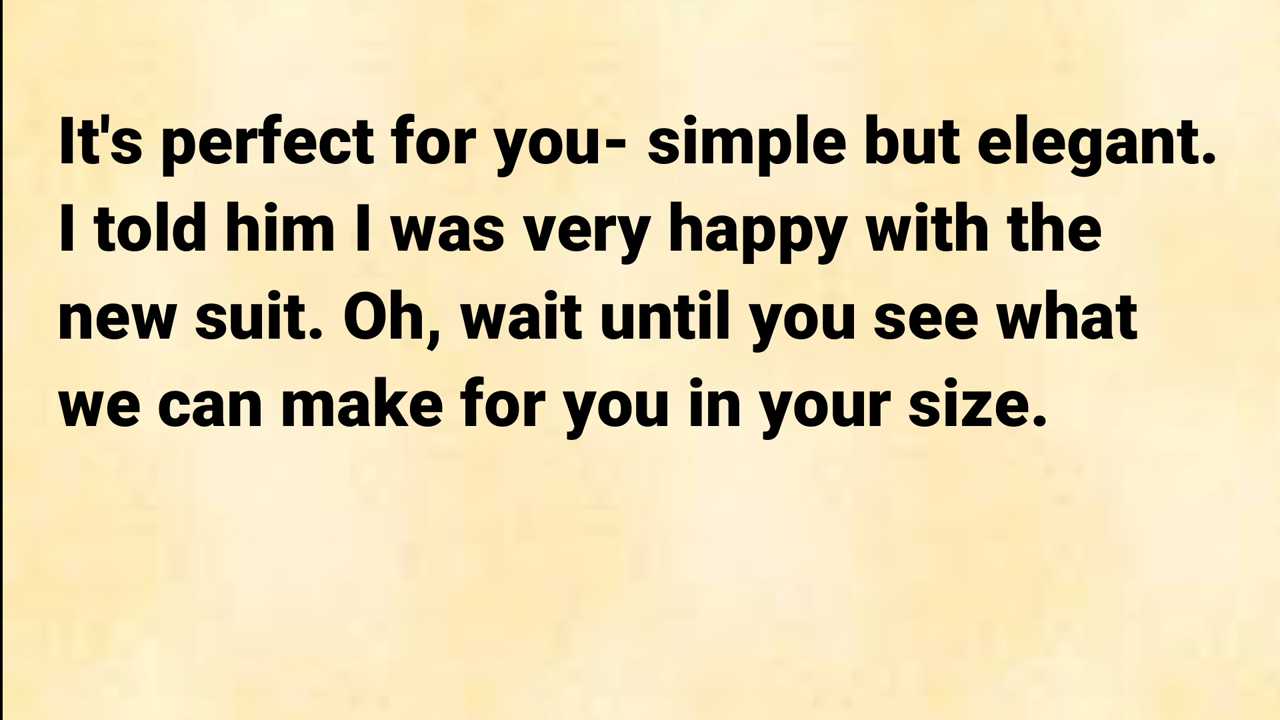 It's perfect for you- simple but elegant.
I told him I was very happy with the
new suit. Oh, wait until you see what
we can make for you in your size.